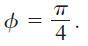 ϕ = π/4.